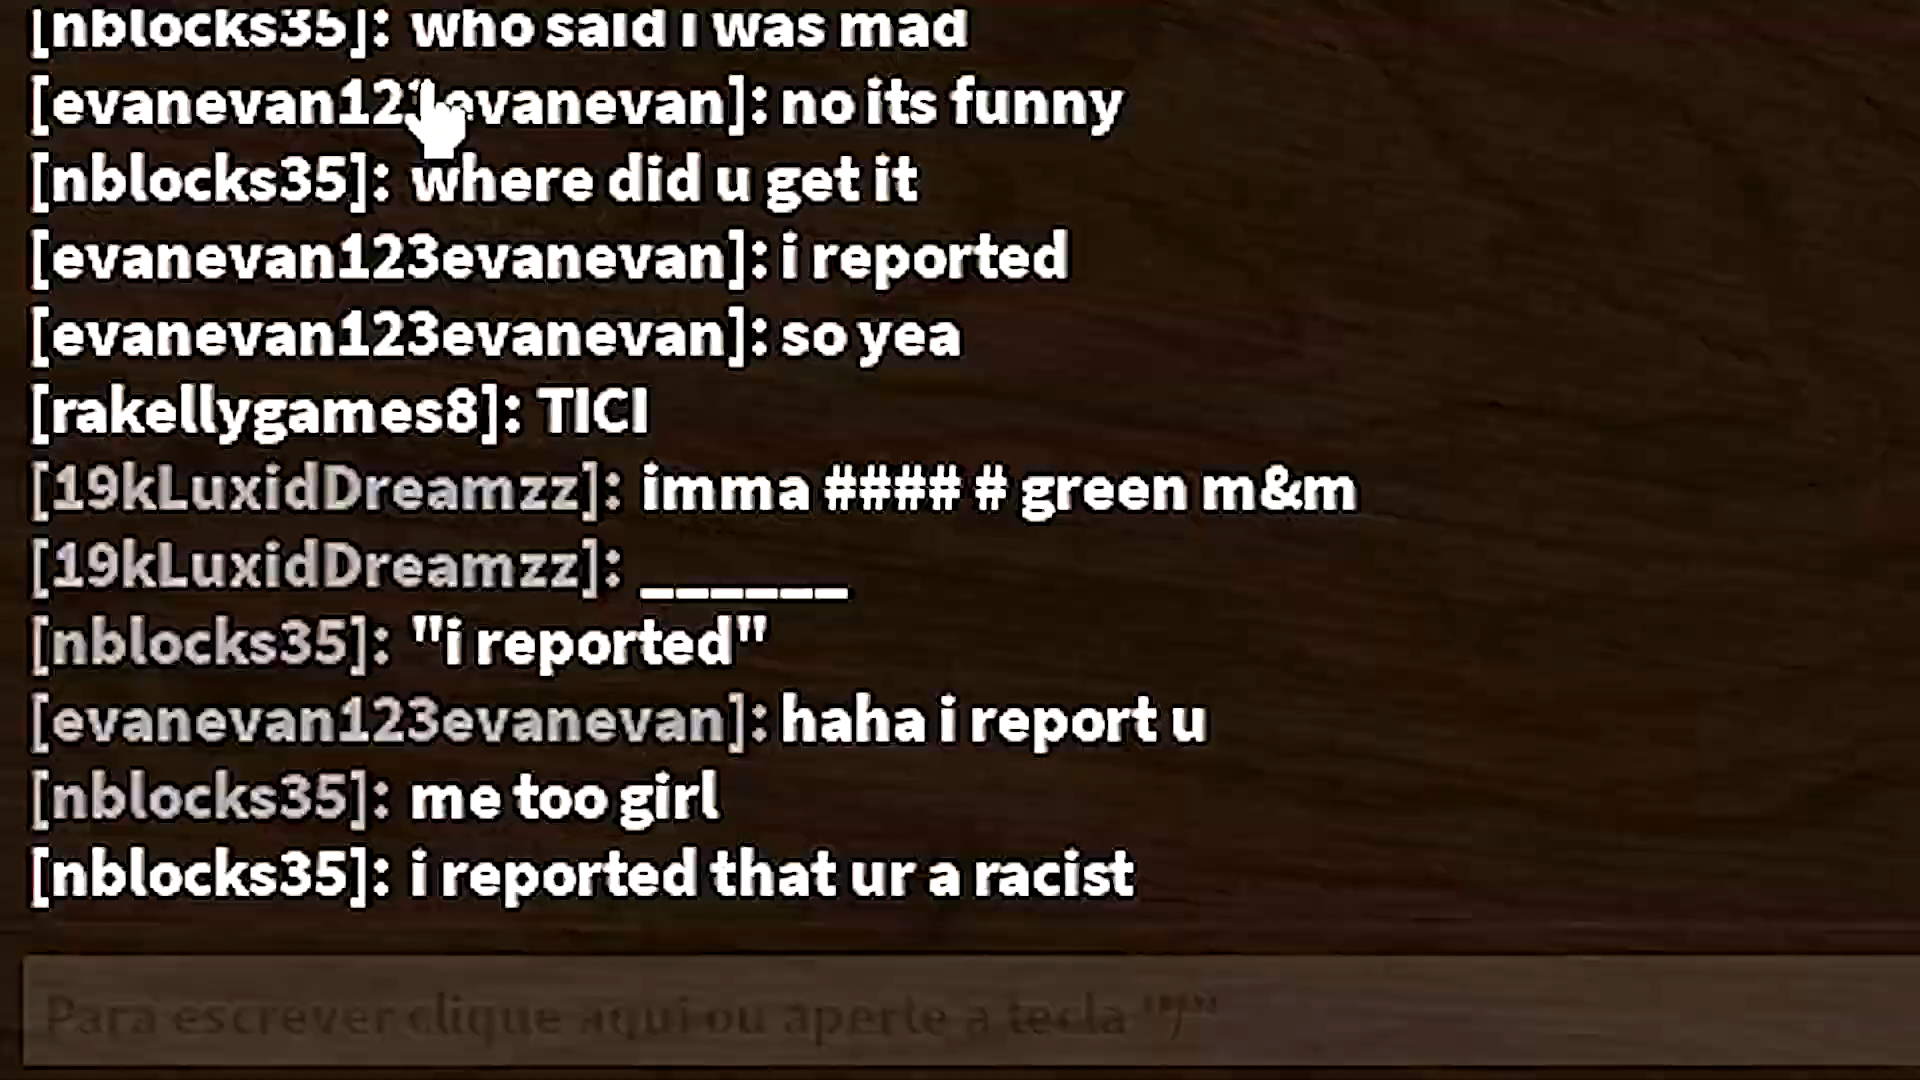 [nblocks35]: who said i was mad
[evanevan123evanevan]: no its funny
[nblocks35]: where did u get it
[evanevan123evanevan]: i reported
[evanevan123evanevan]: so yea
[rakellygames8]: TICI
[19kLuxidDreamzz]: imma #### # green m&m
[19kLuxidDreamzz]: ______
[nblocks35]: "i reported"
[evanevan123evanevan]: haha i report u
[nblocks35]: me too girl
[nblocks35]: i reported that ur a racist
Para escrever clique aqui ou aperte a tecla "/"